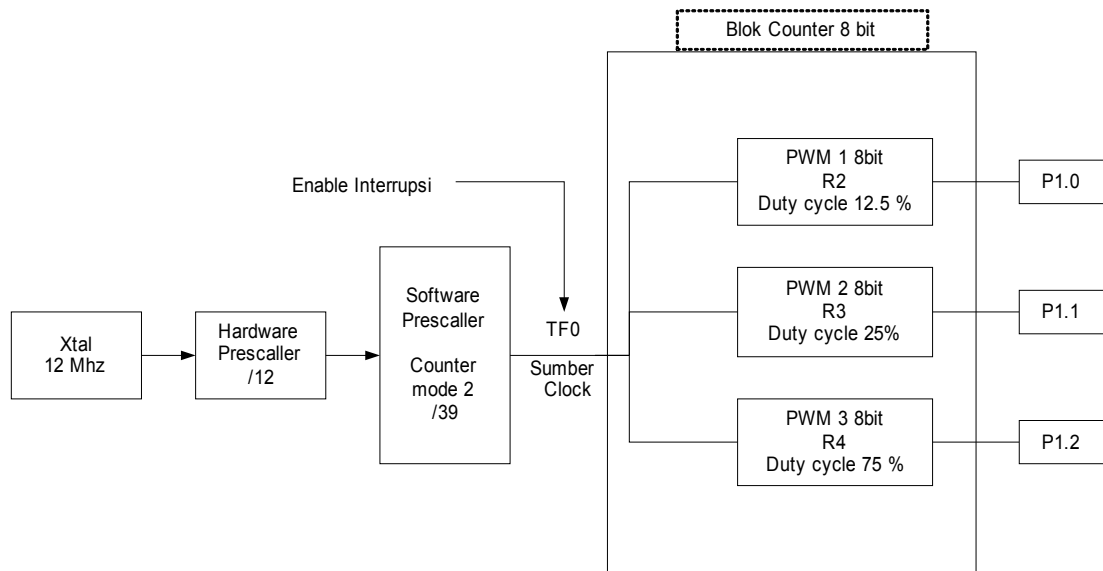 Blok Counter 8 bit
Enable Interrupsi
Xtal
12 Mhz
Hardware
Prescaller
/12
Software
Prescaller
Counter
mode 2
/39
TF0
Sumber
Clock
PWM 1 8bit
R2
Duty cycle 12.5 %
P1.0
PWM 2 8bit
R3
Duty cycle 25%
P1.1
PWM 3 8bit
R4
Duty cycle 75 %
P1.2